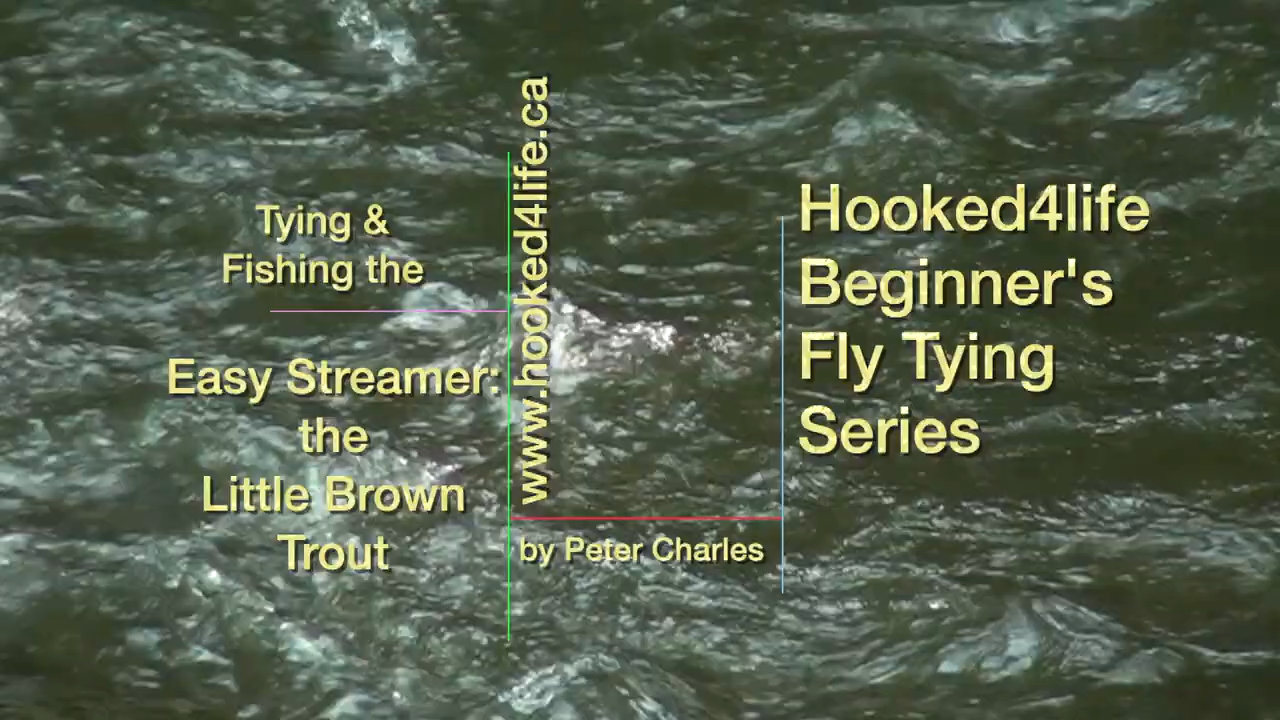 Tying &
Fishing the
Easy Streamer:
the
Little Brown
Trout
www.hooked4life.ca
by Peter Charles
Hooked4life
Beginner's
Fly Tying
Series